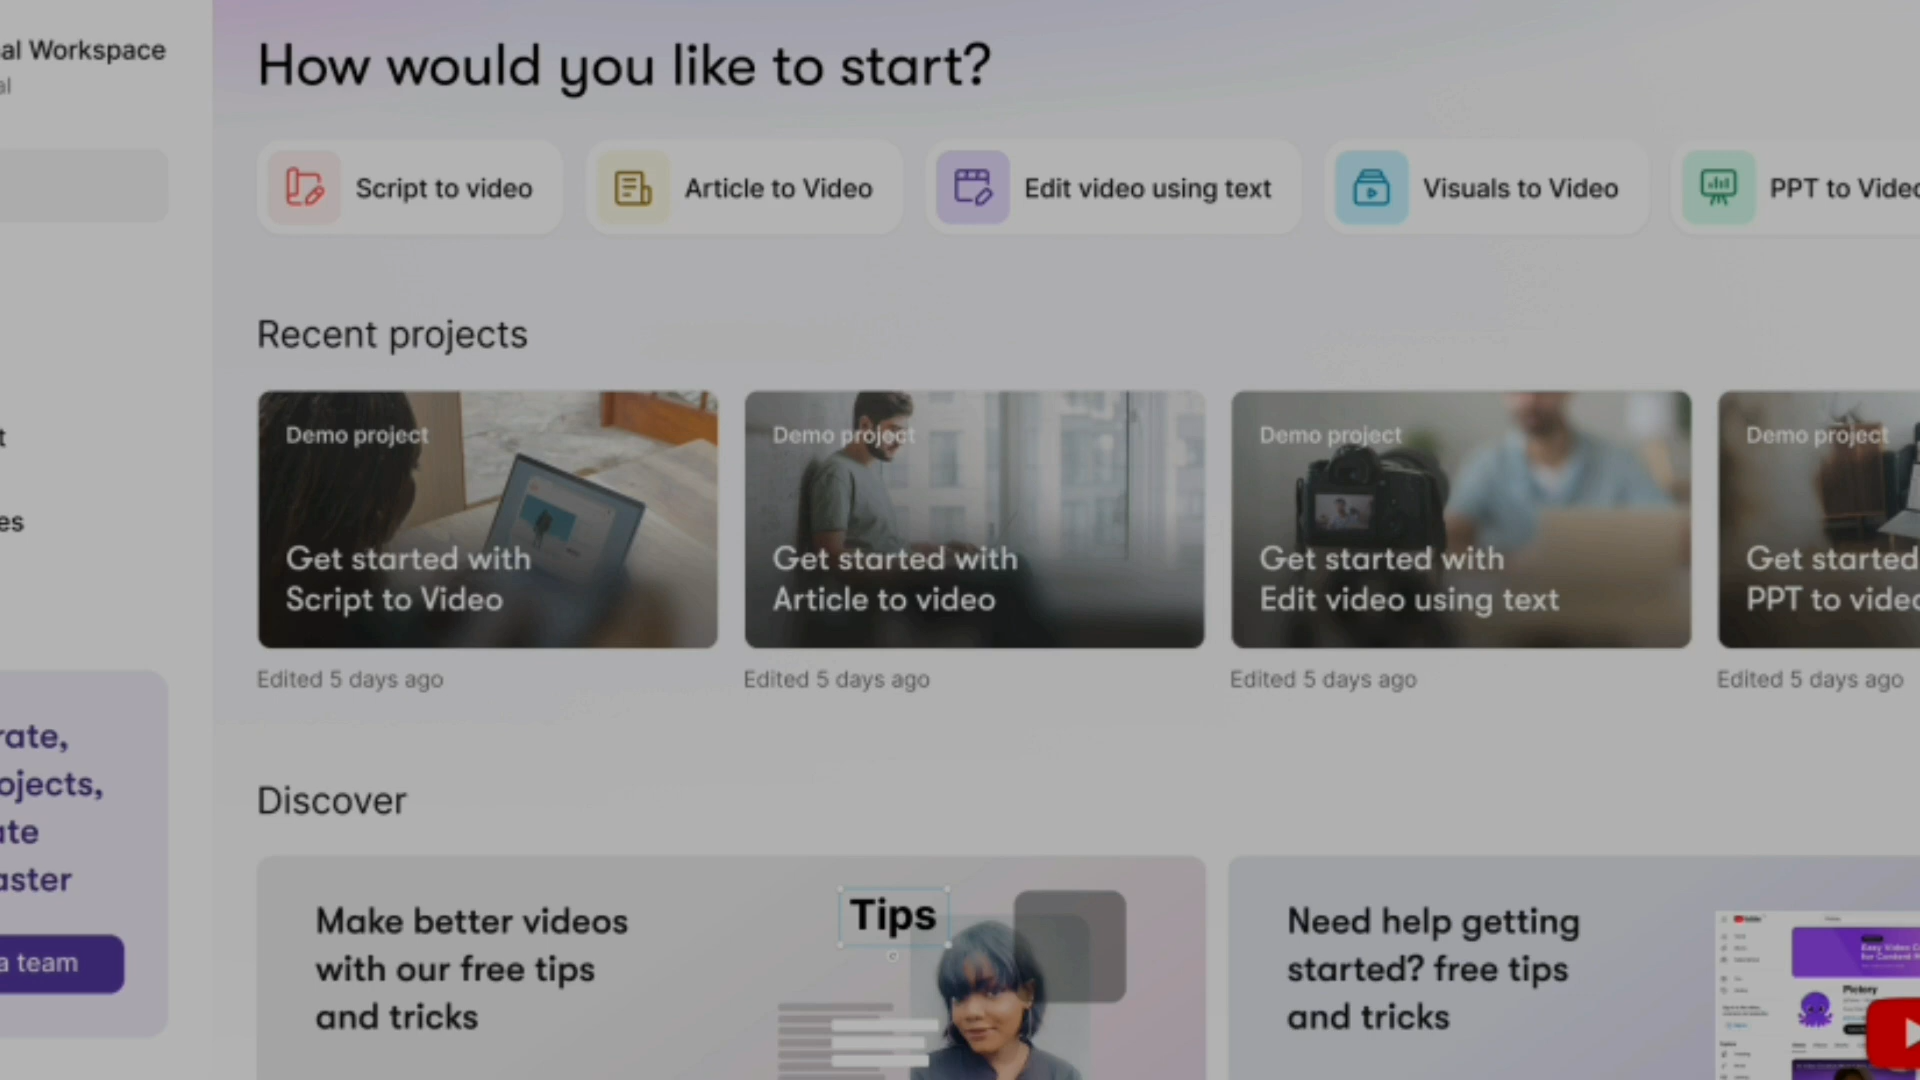 al Workspace
al
How would you like to start?
Script to video
Article to Video
Edit video using text
Visuals to Video
PPT to Video
Recent projects
t
es
Demo project
Get started with
Script to Video
Edited 5 days ago
Demo project
Get started with
Article to video
Edited 5 days ago
Demo project
Get started with
Edit video using text
Edited 5 days ago
Demo project
Get started
PPT to video
Edited 5 days ago
rate,
ojects,
ate
aster
a team
Discover
Make better videos
with our free tips
and tricks
Tips
Need help getting
started? free tips
and tricks
Pictory